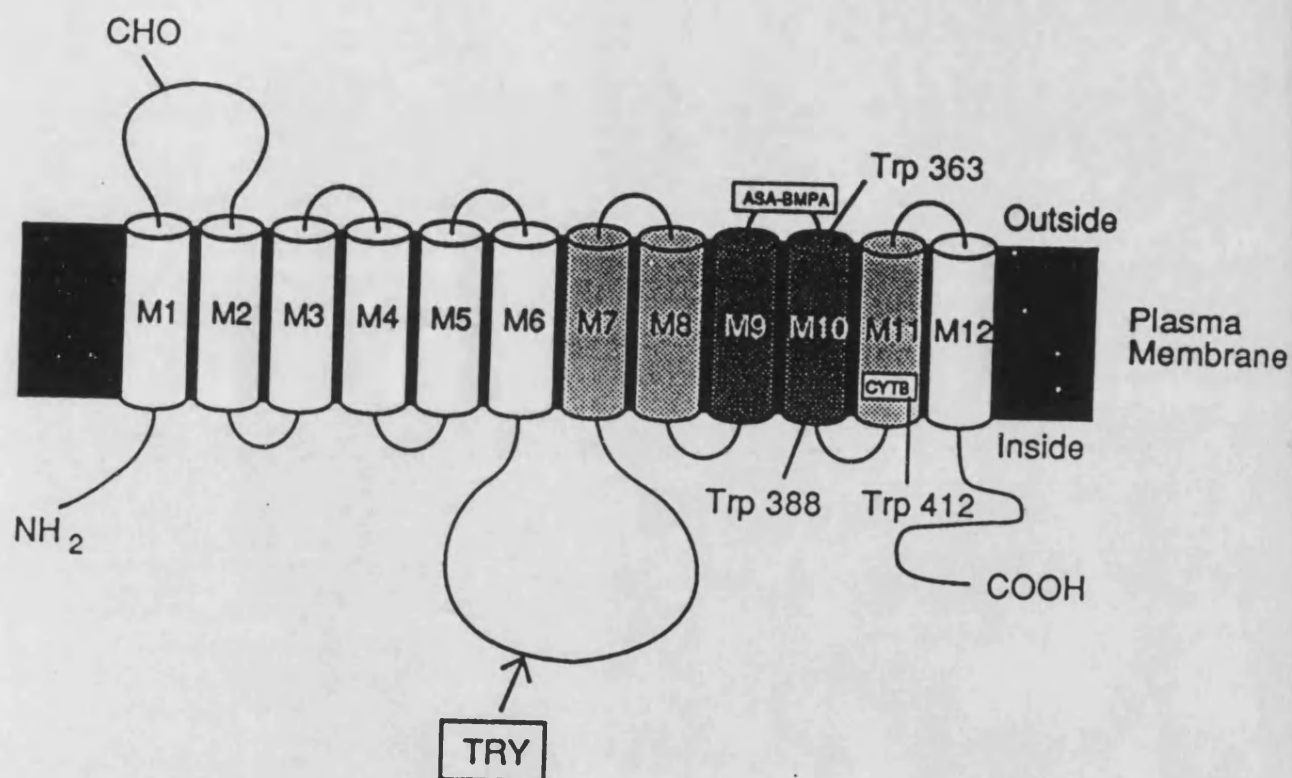 CHO
Trp 363
ASA-BMPA
Outside
M1 M2 M3 M4 M5 M6 M7 M8 M9 M10 M11 M12
Plasma
Membrane
CYTB
Inside
Trp 388
Trp 412
NH2
COOH
TRY